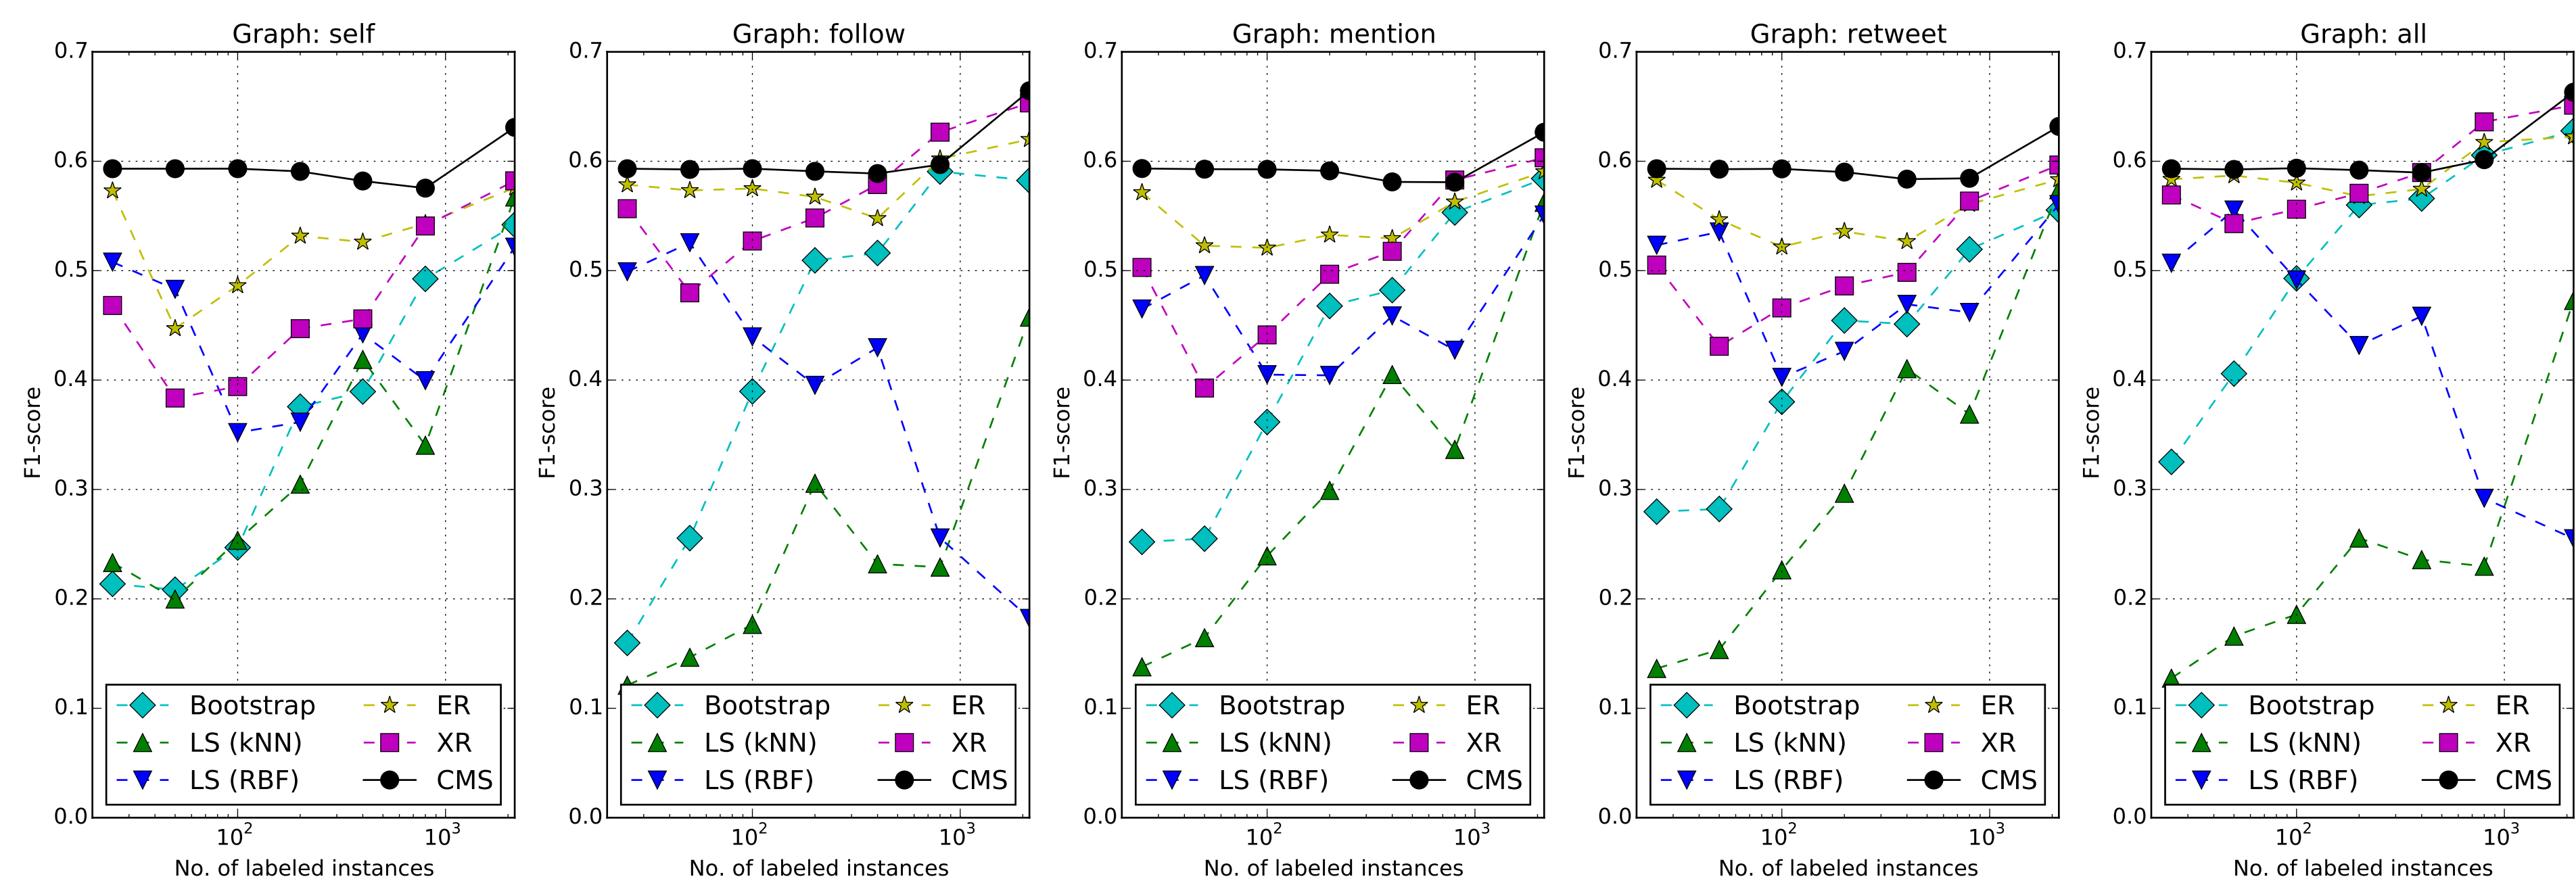 Graph: self
0.7
0.6
0.5
0.4
0.3
0.2
0.1
0.0
F1-score
Bootstrap
LS (kNN)
LS (RBF)
ER
XR
CMS
10²
10³
No. of labeled instances
Graph: follow
0.7
0.6
0.5
0.4
0.3
0.2
0.1
0.0
F1-score
Bootstrap
LS (kNN)
LS (RBF)
ER
XR
CMS
10²
10³
No. of labeled instances
Graph: mention
0.7
0.6
0.5
0.4
0.3
0.2
0.1
0.0
F1-score
Bootstrap
LS (kNN)
LS (RBF)
ER
XR
CMS
10²
10³
No. of labeled instances
Graph: retweet
0.7
0.6
0.5
0.4
0.3
0.2
0.1
0.0
F1-score
Bootstrap
LS (kNN)
LS (RBF)
ER
XR
CMS
10²
10³
No. of labeled instances
Graph: all
0.7
0.6
0.5
0.4
0.3
0.2
0.1
0.0
F1-score
Bootstrap
LS (kNN)
LS (RBF)
ER
XR
CMS
10²
10³
No. of labeled instances